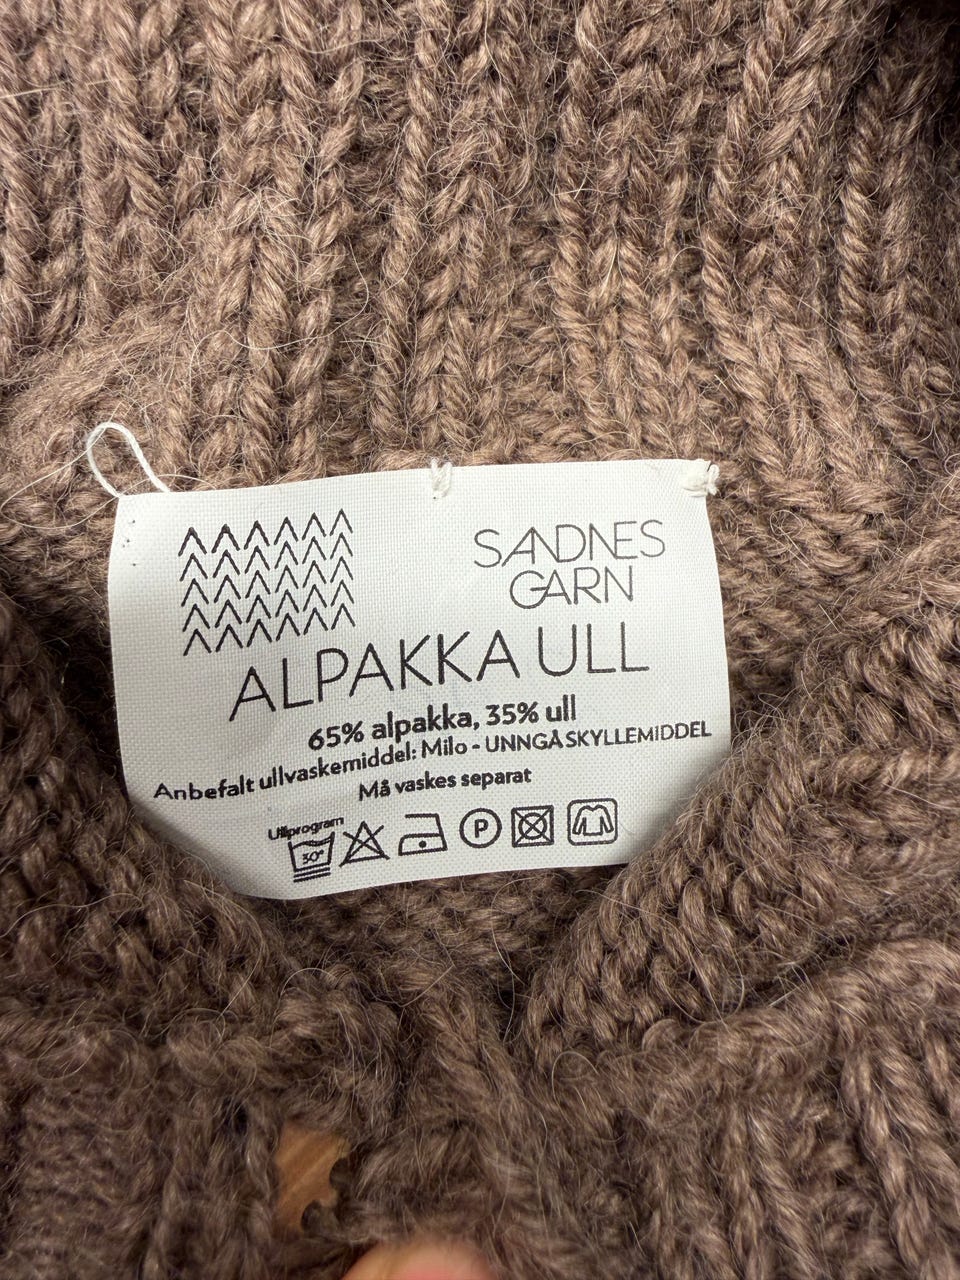 SANDNES
GARN
ALPAKKA ULL
65% alpakka, 35% ull
Anbefalt ullvaskemiddel: Milo - UNNGÅ SKYLLEMIDDEL
Må vaskes separat
Ullprogram
30°
P